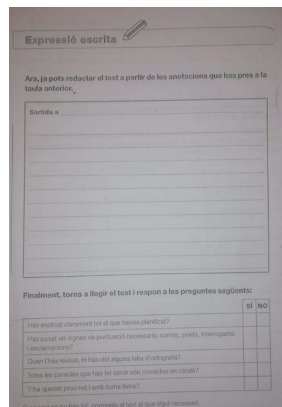 Expressió escrita
Ara, ja pots redactar el text a partir de les anotacions que has pres a la
taula anterior.
Sortida a
Finalment, torna a llegir el text i respon a les preguntes següents:
SÍ NO
Has explicat clarament tot el que havies planificat?
Has posat els signes de puntuació necessaris: comes, punts, interrogants
i exclamacions?
Quan l'has revisat, hi has vist alguna falta d'ortografia?
Totes les paraules que has fet servir són correctes en català?
T'ha quedat prou net i amb bona lletra?